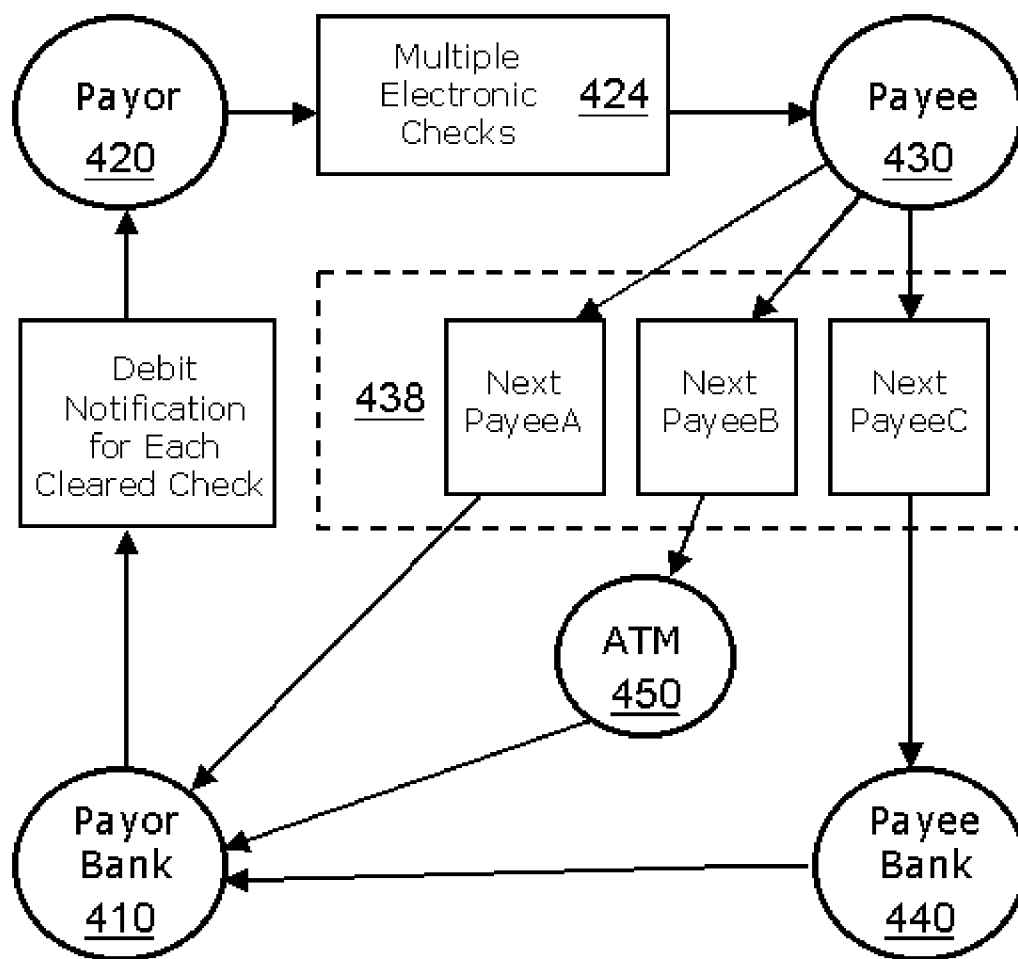 Payor
420
Multiple
Electronic
Checks
424
Payee
430
Debit
Notification
for Each
Cleared Check
438
Next
PayeeA
Next
PayeeB
Next
PayeeC
ATM
450
Payor
Bank
410
Payee
Bank
440